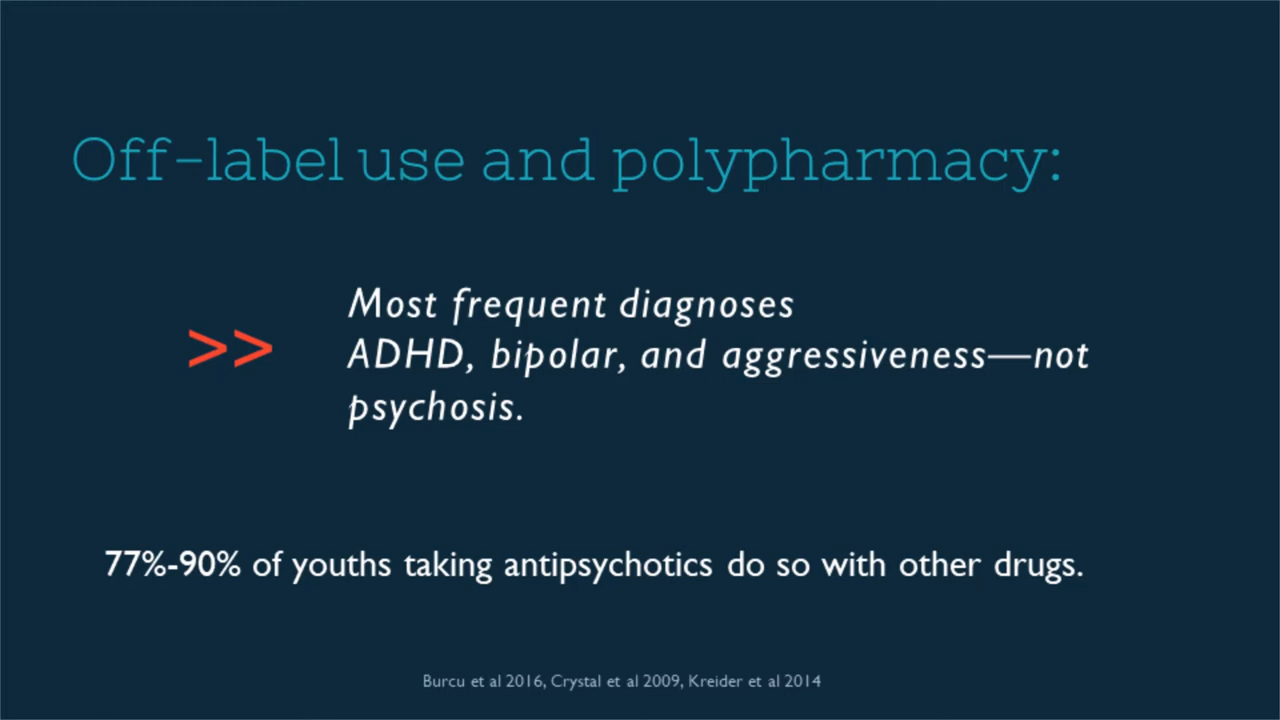 Off-label use and polypharmacy:
Most frequent diagnoses
>> ADHD, bipolar, and aggressiveness—not
psychosis.
77%-90% of youths taking antipsychotics do so with other drugs.
Burcu et al 2016, Crystal et al 2009, Kreider et al 2014